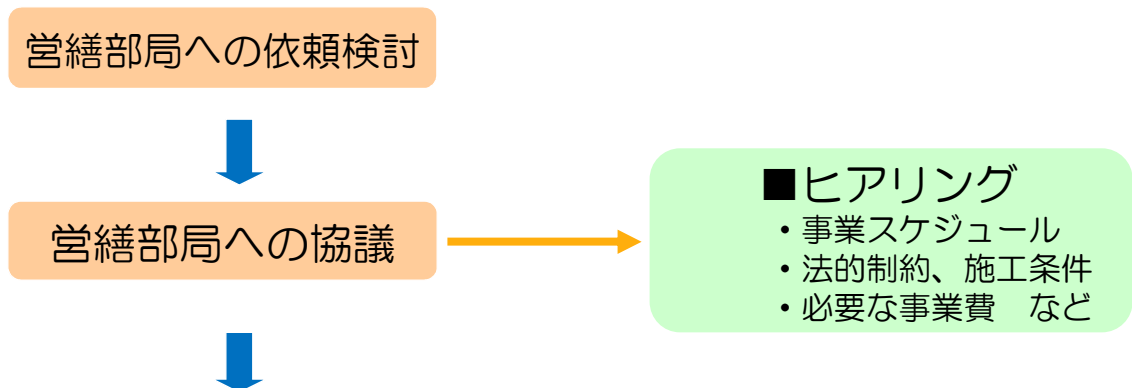 営繕部局への依頼検討
営繕部局への協議
■ヒアリング
・事業スケジュール
・法的制約、施工条件
・必要な事業費　など